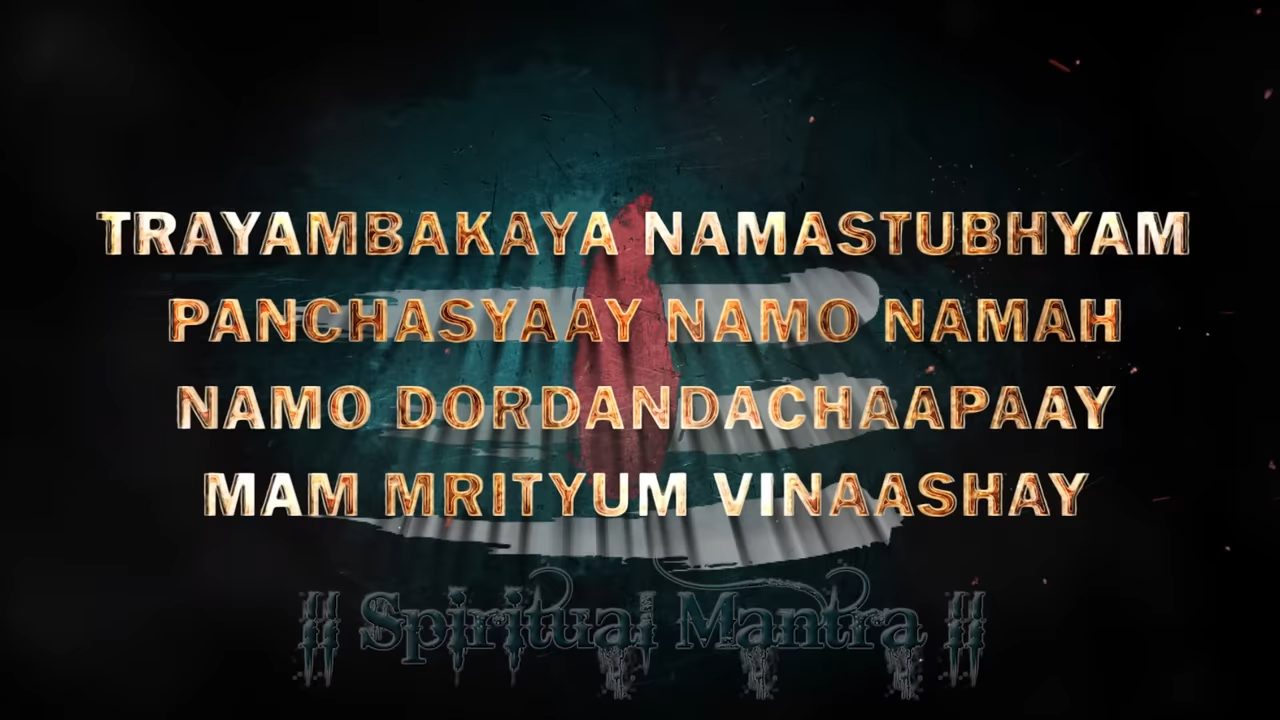 TRAYAMBAKAYA NAMASTUBHYAM
PANCHASYAAY NAMO NAMAH
NAMO DORDANDACHAAPAAY
MAM MRITYUM VINAASHAY
|| Spiritual Mantra ||